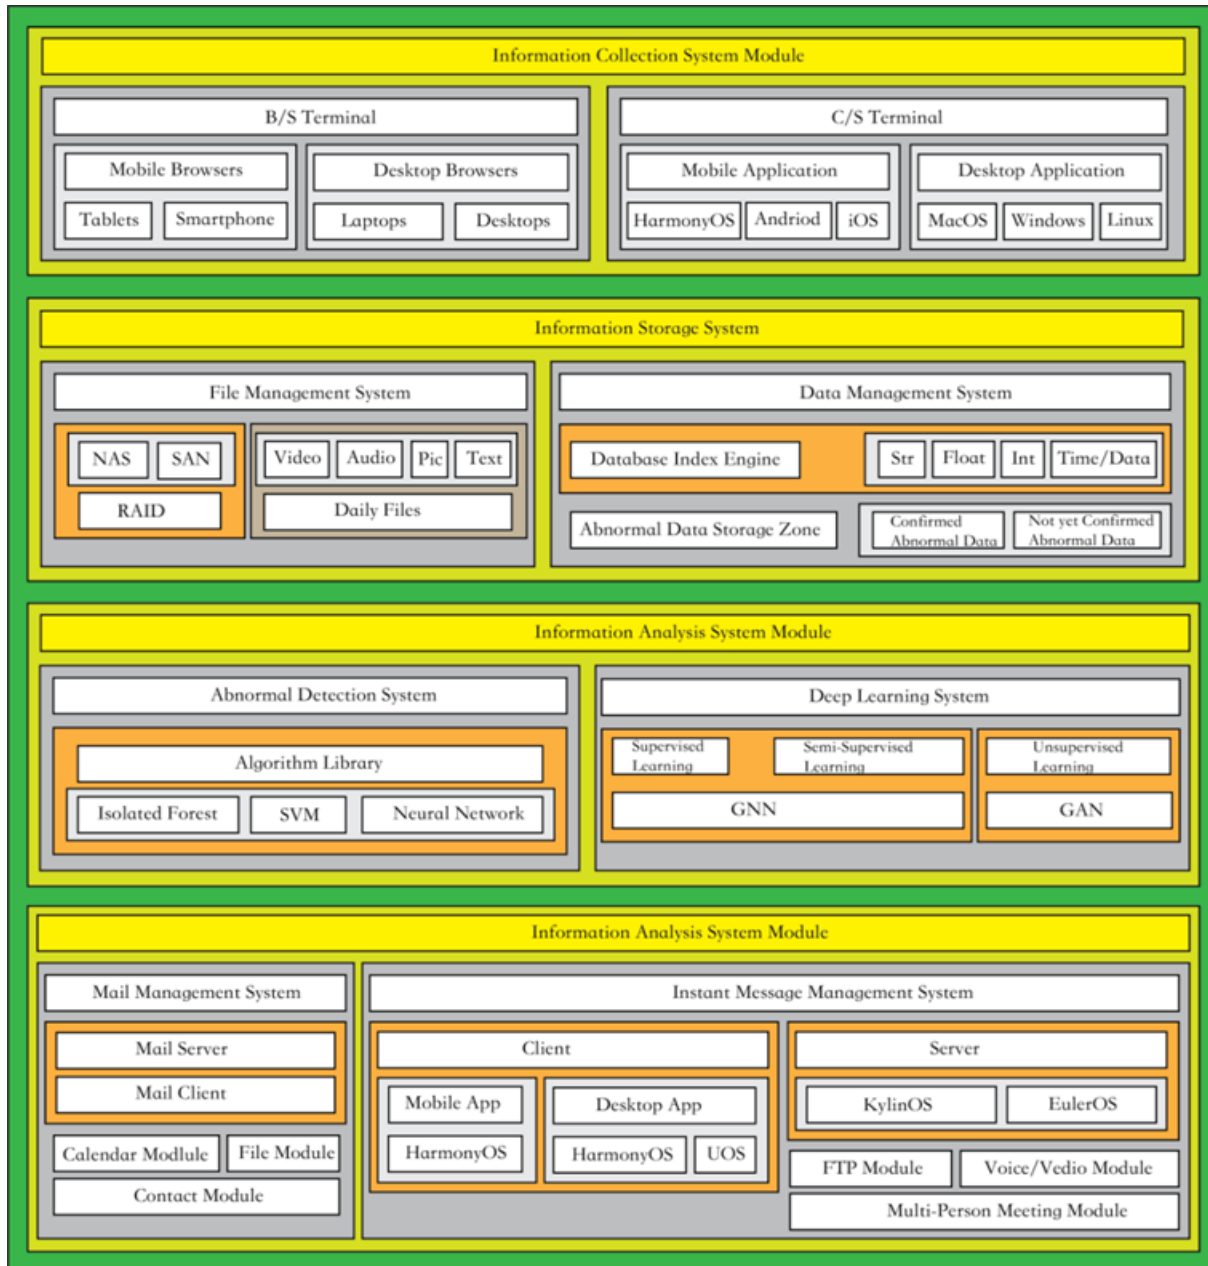 Information Collection System Module
B/S Terminal
C/S Terminal
Mobile Browsers
Desktop Browsers
Mobile Application
Desktop Application
Tablets
Smartphone
Laptops
Desktops
HarmonyOS
Andriod
iOS
MacOS
Windows
Linux
Information Storage System
File Management System
Data Management System
NAS
SAN
Video
Audio
Pic
Text
Database Index Engine
Str
Float
Int
Time/Data
RAID
Daily Files
Abnormal Data Storage Zone
Confirmed
Abnormal Data
Not yet Confirmed
Abnormal Data
Information Analysis System Module
Abnormal Detection System
Deep Learning System
Algorithm Library
Supervised
Learning
Semi-Supervised
Learning
Unsupervised
Learning
Isolated Forest
SVM
Neural Network
GNN
GAN
Information Analysis System Module
Mail Management System
Instant Message Management System
Mail Server
Client
Server
Mail Client
Mobile App
Desktop App
KylinOS
EulerOS
Calendar Modlule
File Module
HarmonyOS
HarmonyOS
UOS
FTP Module
Voice/Vedio Module
Contact Module
Multi-Person Meeting Module